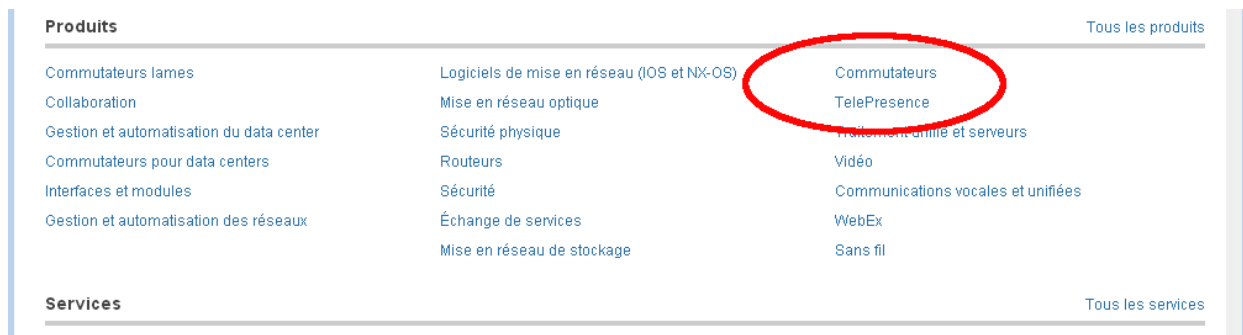 Produits Tous les produits
Commutateurs lames Logiciels de mise en réseau (IOS et NX-OS) Commutateurs
Collaboration Mise en réseau optique TelePresence
Gestion et automatisation du data center Sécurité physique Traitement unifié et serveurs
Commutateurs pour data centers Routeurs Vidéo
Interfaces et modules Sécurité Communications vocales et unifiées
Gestion et automatisation des réseaux Échange de services WebEx
Mise en réseau de stockage Sans fil
Services Tous les services